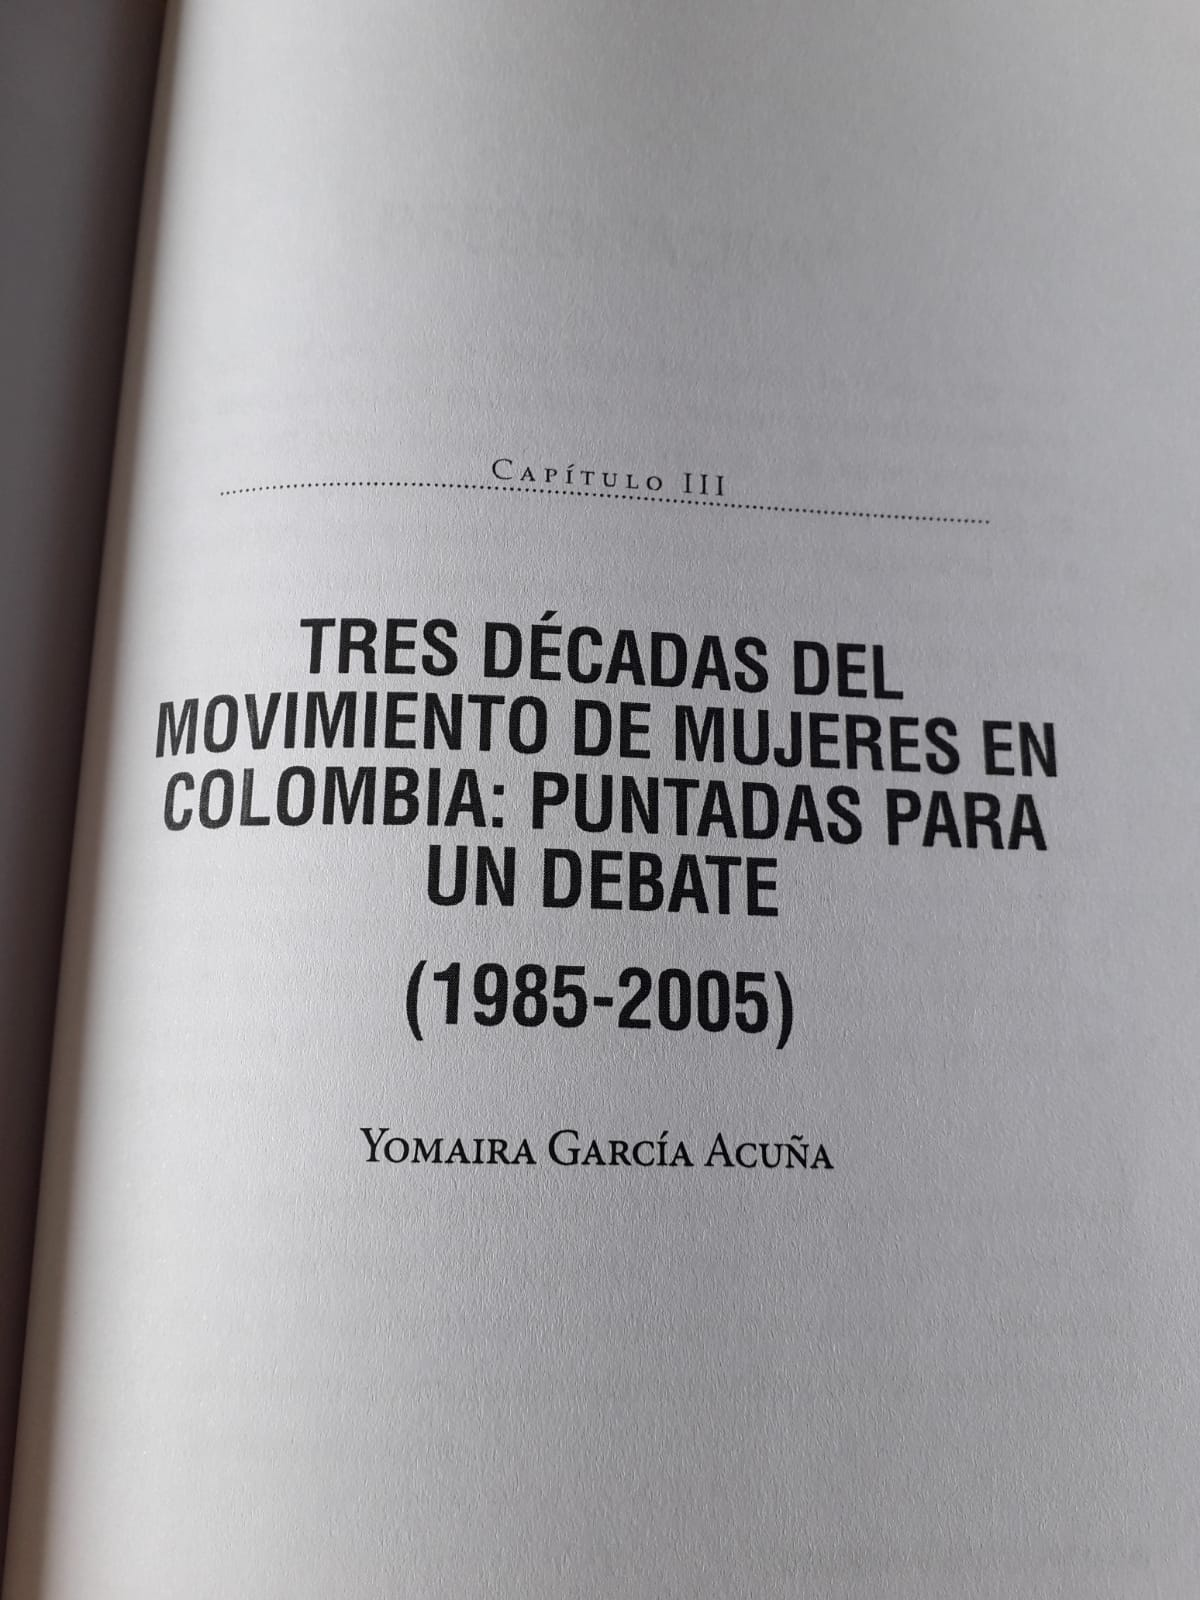 Capítulo III
TRES DÉCADAS DEL
MOVIMIENTO DE MUJERES EN
COLOMBIA: PUNTADAS PARA
UN DEBATE
(1985-2005)
Yomaira García Acuña